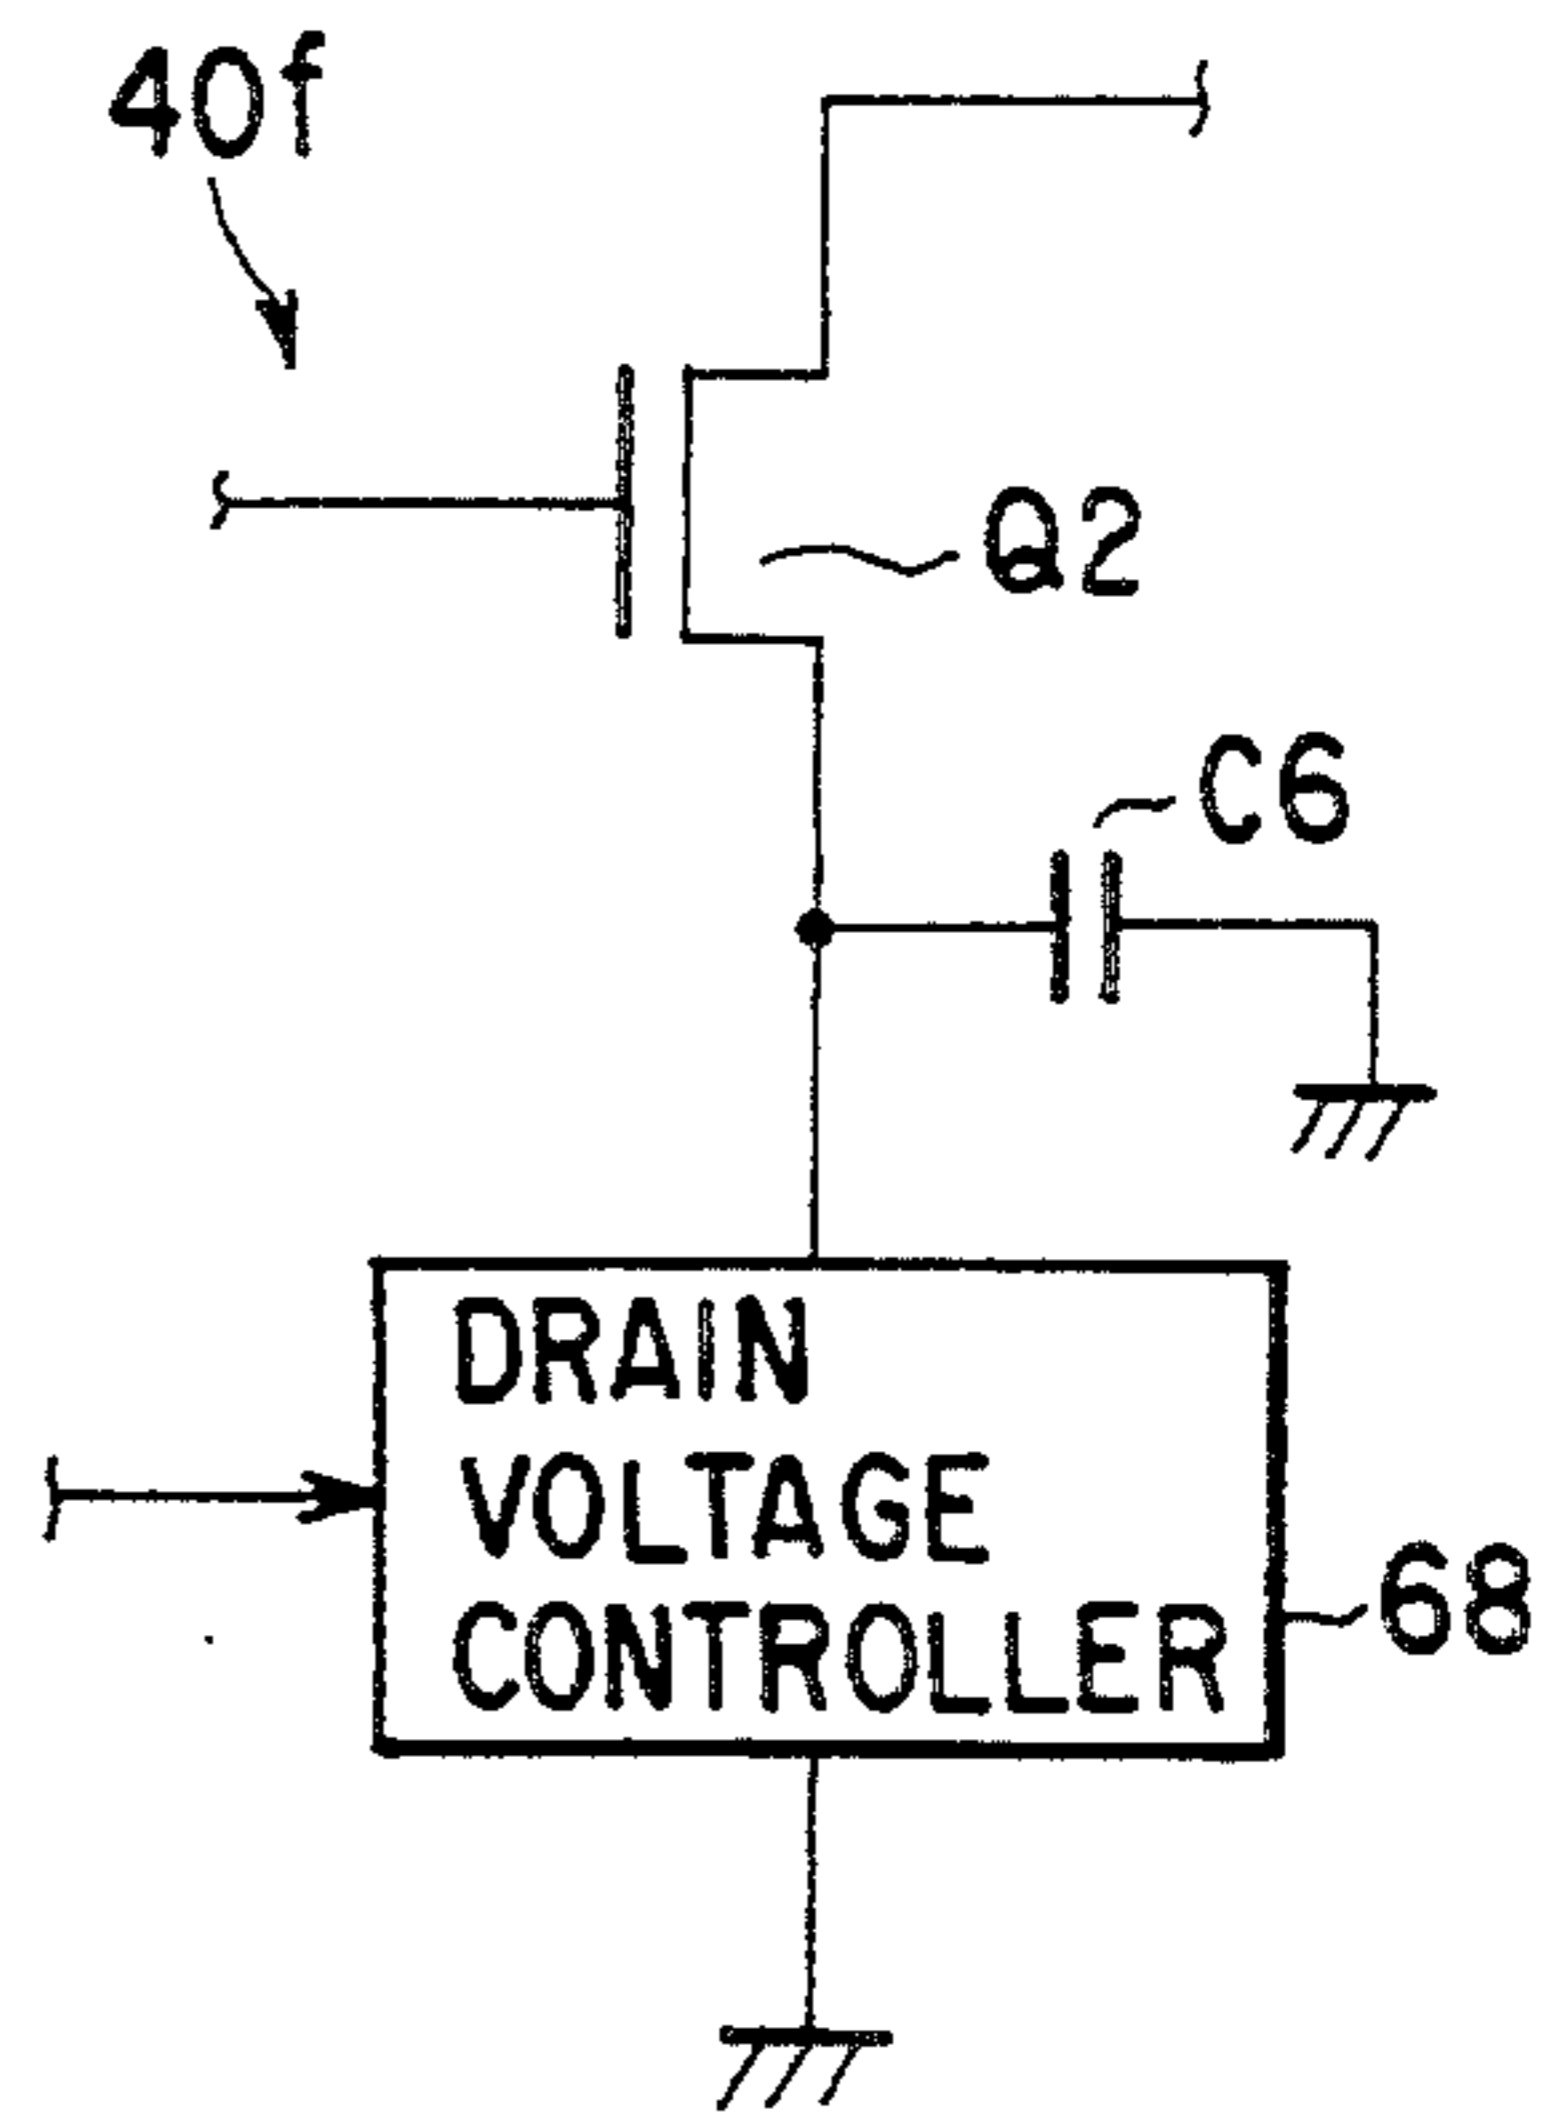 40f
Q2
C6
DRAIN
VOLTAGE
CONTROLLER
68